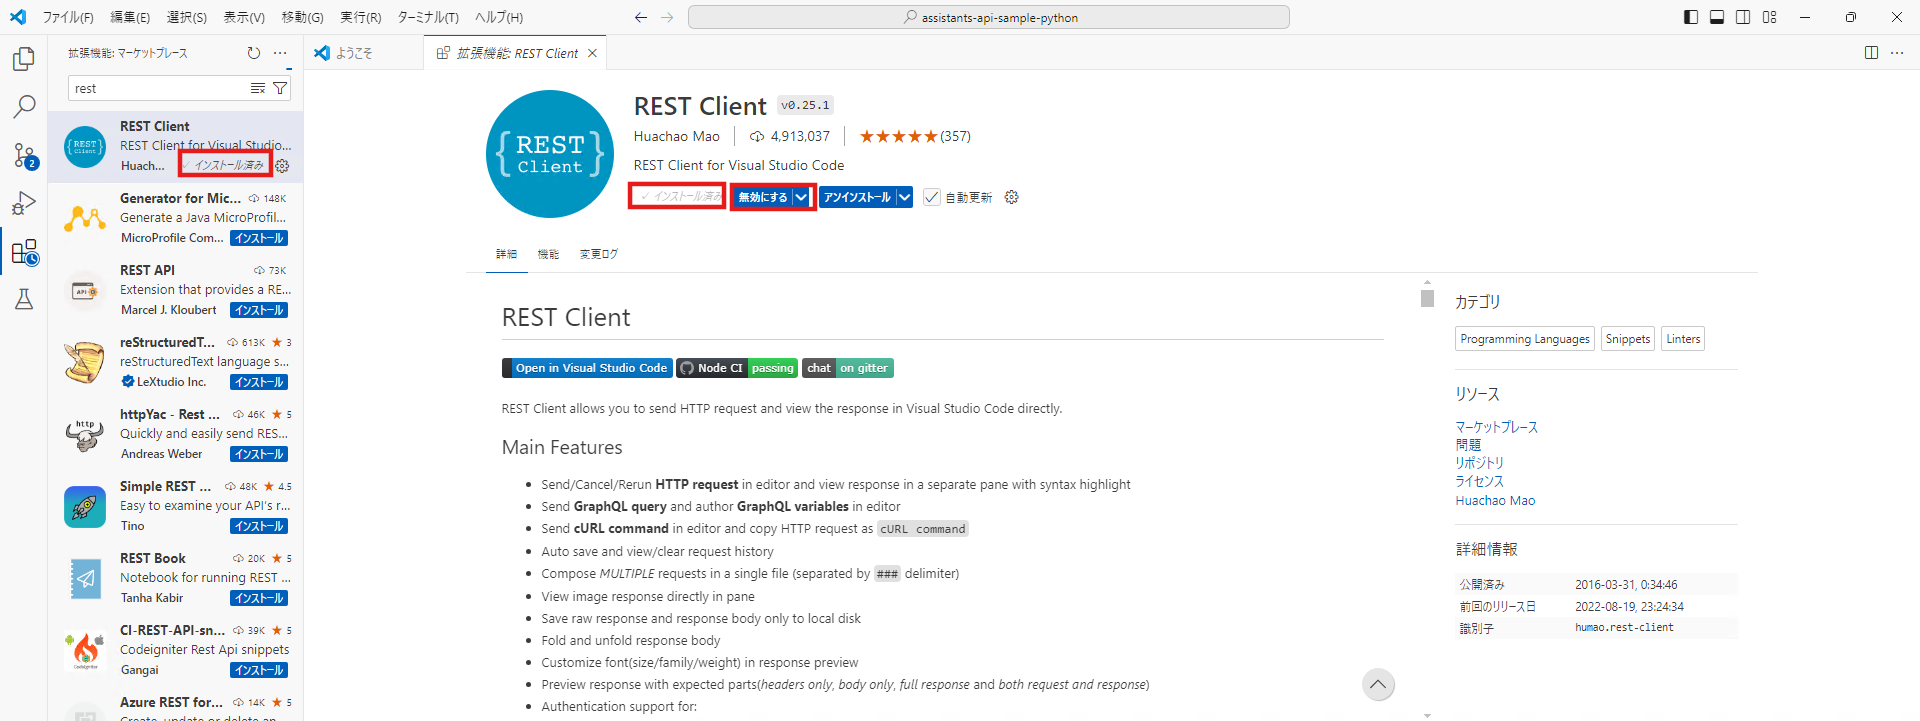 ファイル(F) 編集(E) 選択(S) 表示(V) 移動(G) 実行(R) ターミナル(T) ヘルプ(H)
assistants-api-sample-python
拡張機能: マーケットプレース
rest
2
REST Client
REST Client for Visual Studio...
Huach...
✓ インストール済み
Generator for Mic... 148K
Generate a Java MicroProfil...
MicroProfile Com... インストール
REST API 73K
Extension that provides a RE...
Marcel J. Kloubert インストール
reStructuredT... 613K ★ 3
reStructuredText language s...
LeXtudio Inc. インストール
httpYac - Rest ... 46K ★ 5
Quickly and easily send RES...
Andreas Weber インストール
Simple REST ... 48K ★ 4.5
Easy to examine your API's r...
Tino インストール
REST Book 20K ★ 5
Notebook for running REST ...
Tanha Kabir インストール
CI-REST-API-sn... 39K ★ 5
Codeigniter Rest Api snippets
Gangai インストール
Azure REST for... 14K ★ 5
Create, update or delete an
ようこそ
拡張機能: REST Client
{ REST }
Client
REST Client v0.25.1
Huachao Mao 4,913,037 ★★★★★(357)
REST Client for Visual Studio Code
✓ インストール済み 無効にする アンインストール 自動更新
詳細 機能 変更ログ
REST Client
Open in Visual Studio Code Node CI passing chat on gitter
REST Client allows you to send HTTP request and view the response in Visual Studio Code directly.
Main Features
• Send/Cancel/Rerun HTTP request in editor and view response in a separate pane with syntax highlight
• Send GraphQL query and author GraphQL variables in editor
• Send cURL command in editor and copy HTTP request as cURL command
• Auto save and view/clear request history
• Compose MULTIPLE requests in a single file (separated by ### delimiter)
• View image response directly in pane
• Save raw response and response body only to local disk
• Fold and unfold response body
• Customize font(size/family/weight) in response preview
• Preview response with expected parts(headers only, body only, full response and both request and response)
• Authentication support for:
カテゴリ
Programming Languages Snippets Linters
リソース
マーケットプレース
問題
リポジトリ
ライセンス
Huachao Mao
詳細情報
公開済み 2016-03-31, 0:34:46
前回のリリース日 2022-08-19, 23:24:34
識別子 humao.rest-client